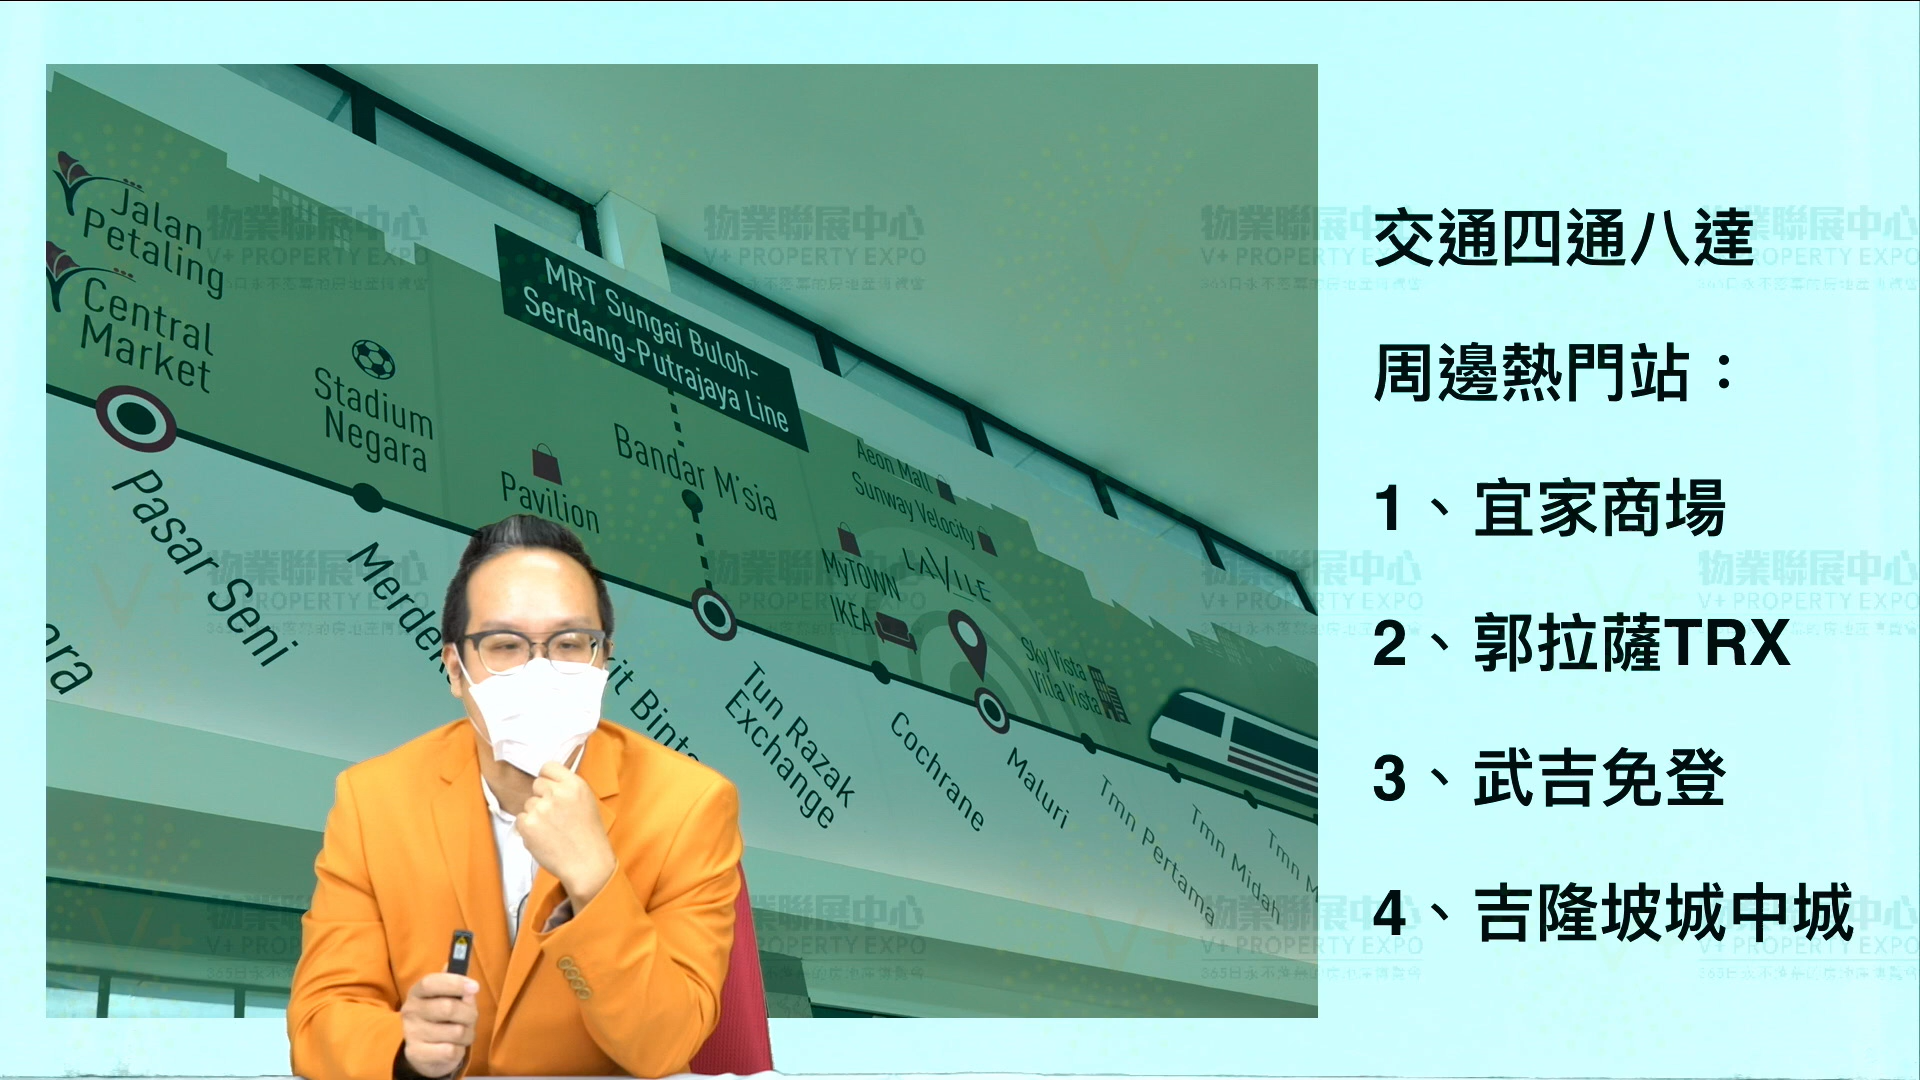 交通四通八達
周邊熱門站：
1、宜家商場
2、郭拉薩TRX
3、武吉免登
4、吉隆坡城中城
Jalan
Petaling
Central
Market
Stadium
Negara
Pavilion
MRT Sungai Buloh-
Serdang-Putrajaya Line
Bandar M'sia
Aeon Mall
Sunway Velocity
MyTOWN
IKEA
LAVILE
Sky Vista
Villa Vista
Pasar Seni
Tun Razak
Exchange
Cochrane
Maluri
Tmn Pertama
Tmn Midah
Tmn
物業聯展中心
V+ PROPERTY EXPO